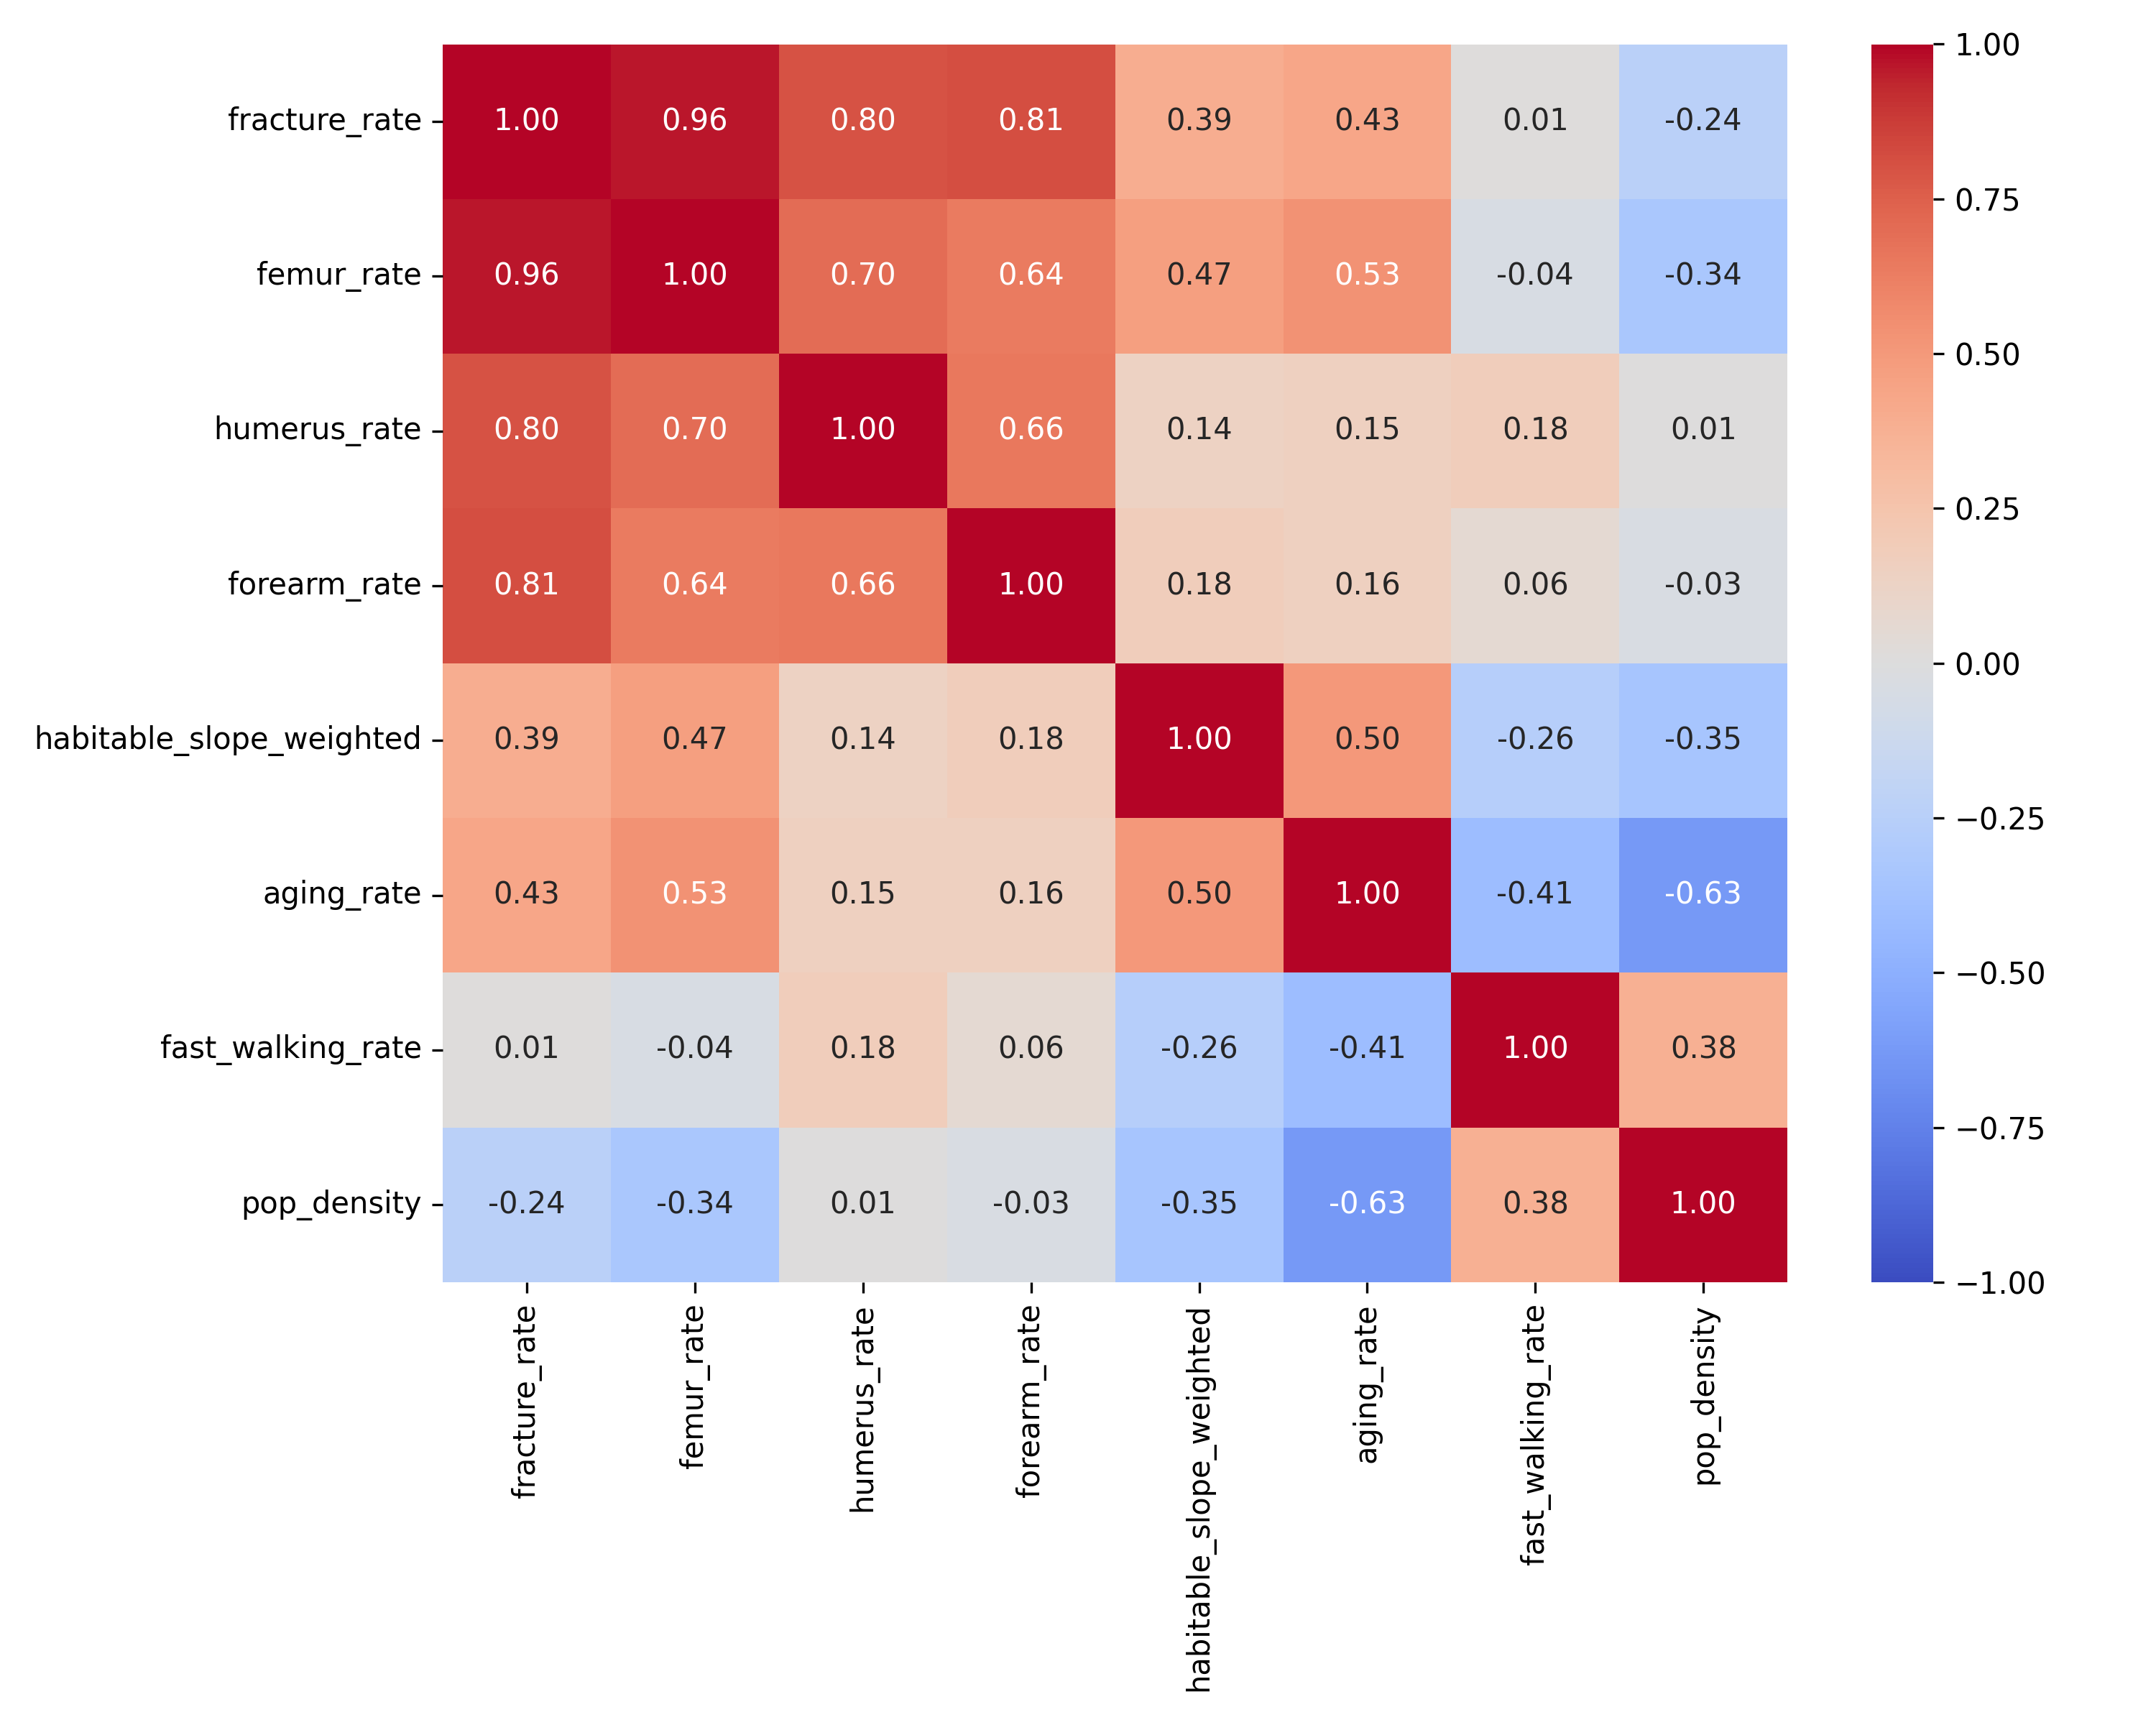 fracture_rate 1.00 0.96 0.80 0.81 0.39 0.43 0.01 -0.24
femur_rate 0.96 1.00 0.70 0.64 0.47 0.53 -0.04 -0.34
humerus_rate 0.80 0.70 1.00 0.66 0.14 0.15 0.18 0.01
forearm_rate 0.81 0.64 0.66 1.00 0.18 0.16 0.06 -0.03
habitable_slope_weighted 0.39 0.47 0.14 0.18 1.00 0.50 -0.26 -0.35
aging_rate 0.43 0.53 0.15 0.16 0.50 1.00 -0.41 -0.63
fast_walking_rate 0.01 -0.04 0.18 0.06 -0.26 -0.41 1.00 0.38
pop_density -0.24 -0.34 0.01 -0.03 -0.35 -0.63 0.38 1.00
fracture_rate
femur_rate
humerus_rate
forearm_rate
habitable_slope_weighted
aging_rate
fast_walking_rate
pop_density
1.00
0.75
0.50
0.25
0.00
−0.25
−0.50
−0.75
−1.00